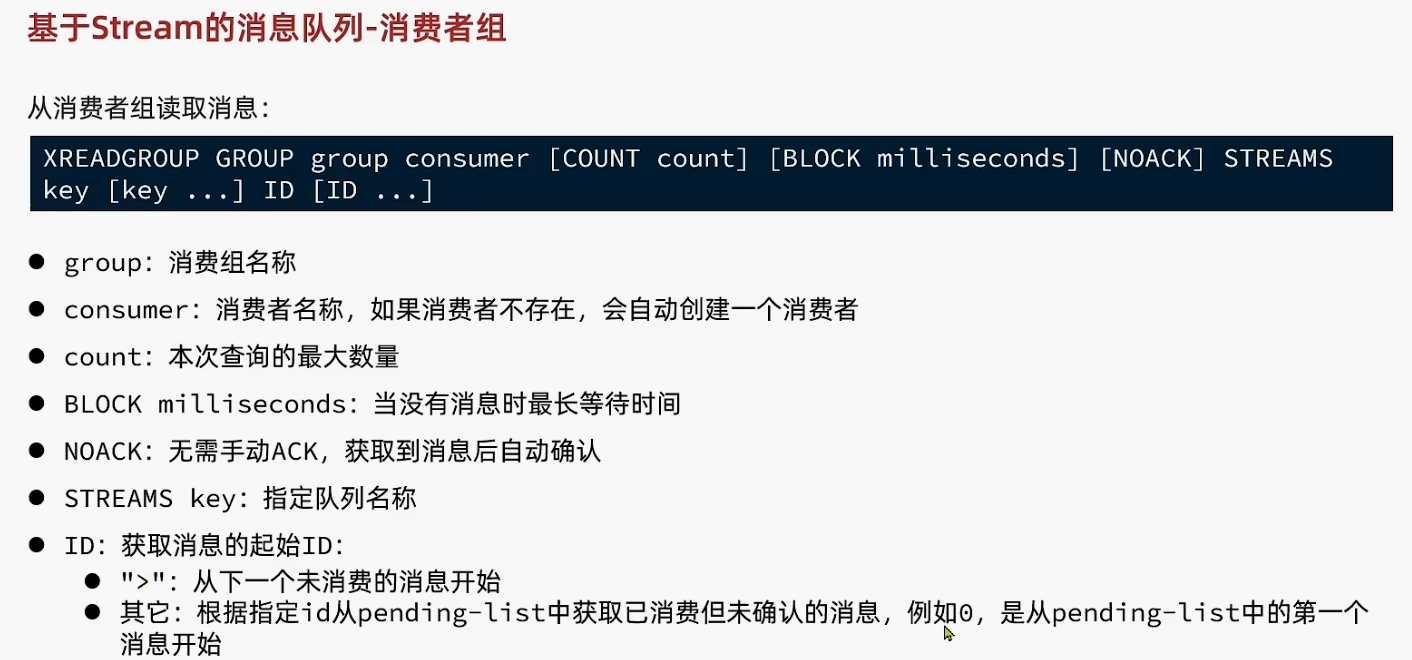 基于Stream的消息队列-消费者组
从消费者组读取消息：
XREADGROUP GROUP group consumer [COUNT count] [BLOCK milliseconds] [NOACK] STREAMS
key [key ...] ID [ID ...]
group：消费组名称
consumer：消费者名称，如果消费者不存在，会自动创建一个消费者
count：本次查询的最大数量
BLOCK milliseconds：当没有消息时最长等待时间
NOACK：无需手动ACK，获取到消息后自动确认
STREAMS key：指定队列名称
ID：获取消息的起始ID：
">"：从下一个未消费的消息开始
其它：根据指定id从pending-list中获取已消费但未确认的消息，例如0，是从pending-list中的第一个
消息开始